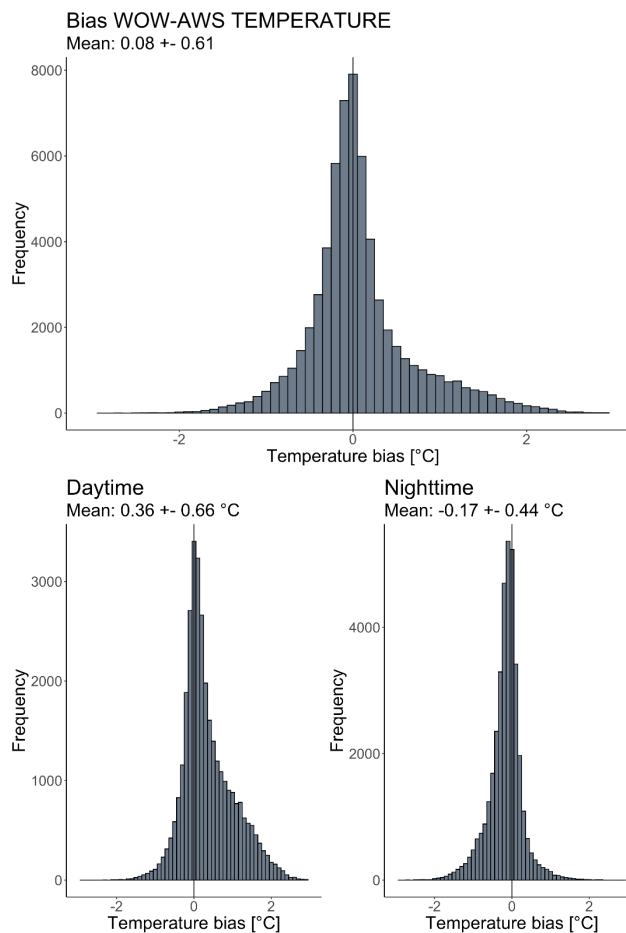 Bias WOW-AWS TEMPERATURE
Mean: 0.08 +- 0.61
8000
6000
4000
2000
0
Frequency
-2 0 2
Temperature bias [°C]
Daytime
Mean: 0.36 +- 0.66 °C
3000
2000
1000
0
Frequency
-2 0 2
Temperature bias [°C]
Nighttime
Mean: -0.17 +- 0.44 °C
4000
2000
0
Frequency
-2 0 2
Temperature bias [°C]